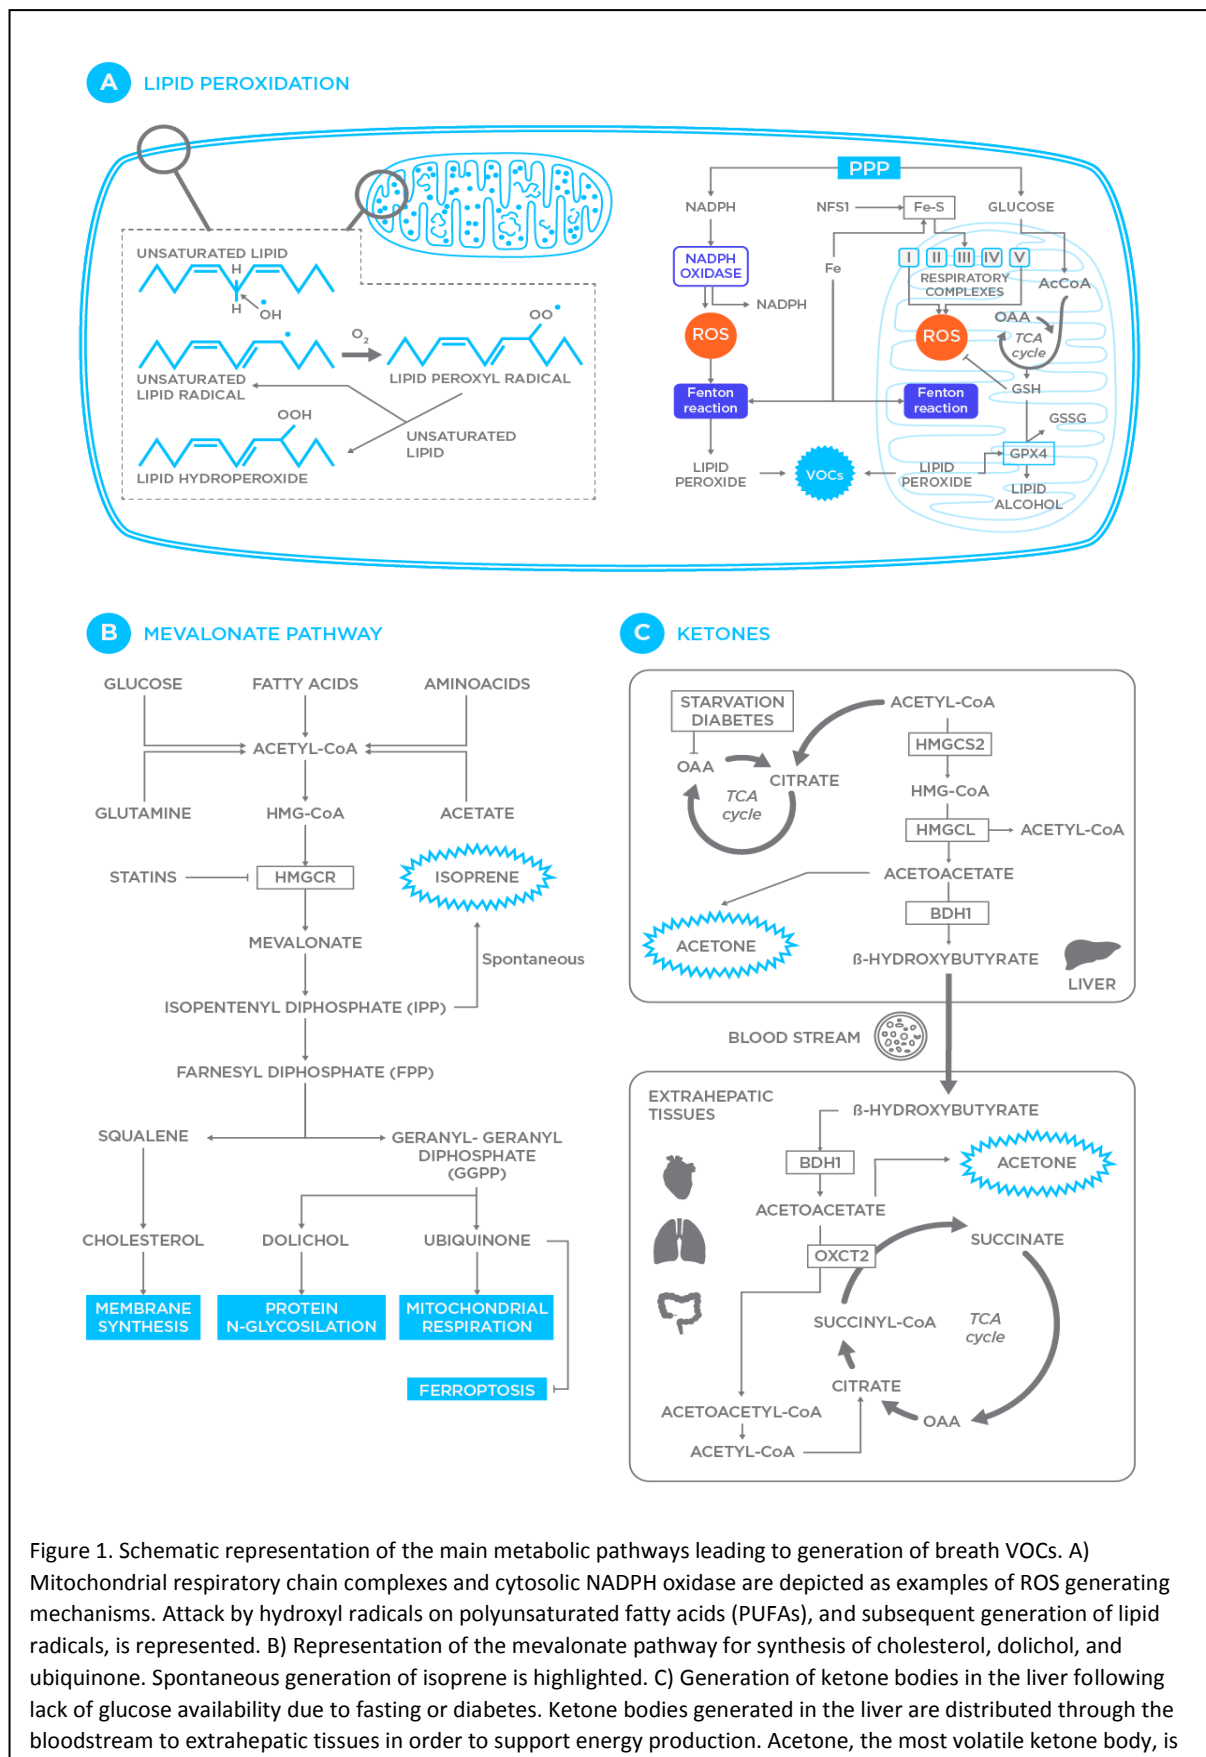 A LIPID PEROXIDATION
UNSATURATED LIPID
H
H
•
OH
•
O2
OO•
UNSATURATED
LIPID RADICAL
LIPID PEROXYL RADICAL
OOH
UNSATURATED
LIPID
LIPID HYDROPEROXIDE
PPP
NADPH
NFS1
Fe-S
GLUCOSE
NADPH
OXIDASE
Fe
I II III IV V
RESPIRATORY
COMPLEXES
AcCoA
NADPH
ROS
ROS
OAA
TCA
cycle
GSH
Fenton
reaction
Fenton
reaction
GSSG
GPX4
LIPID
PEROXIDE
VOCs
LIPID
PEROXIDE
LIPID
ALCOHOL
B MEVALONATE PATHWAY
GLUCOSE
FATTY ACIDS
AMINOACIDS
ACETYL-CoA
GLUTAMINE
HMG-CoA
ACETATE
STATINS
HMGCR
ISOPRENE
MEVALONATE
Spontaneous
ISOPENTENYL DIPHOSPHATE (IPP)
FARNESYL DIPHOSPHATE (FPP)
SQUALENE
GERANYL- GERANYL
DIPHOSPHATE
(GGPP)
CHOLESTEROL
DOLICHOL
UBIQUINONE
MEMBRANE
SYNTHESIS
PROTEIN
N-GLYCOSILATION
MITOCHONDRIAL
RESPIRATION
FERROPTOSIS
C KETONES
STARVATION
DIABETES
ACETYL-CoA
HMGCS2
OAA
CITRATE
TCA
cycle
HMG-CoA
HMGCL
ACETYL-CoA
ACETOACETATE
BDH1
ACETONE
ß-HYDROXYBUTYRATE
LIVER
BLOOD STREAM
EXTRAHEPATIC
TISSUES
ß-HYDROXYBUTYRATE
BDH1
ACETONE
ACETOACETATE
OXCT2
SUCCINATE
SUCCINYL-CoA
TCA
cycle
CITRATE
OAA
ACETOACETYL-CoA
ACETYL-CoA
Figure 1. Schematic representation of the main metabolic pathways leading to generation of breath VOCs. A)
Mitochondrial respiratory chain complexes and cytosolic NADPH oxidase are depicted as examples of ROS generating
mechanisms. Attack by hydroxyl radicals on polyunsaturated fatty acids (PUFAs), and subsequent generation of lipid
radicals, is represented. B) Representation of the mevalonate pathway for synthesis of cholesterol, dolichol, and
ubiquinone. Spontaneous generation of isoprene is highlighted. C) Generation of ketone bodies in the liver following
lack of glucose availability due to fasting or diabetes. Ketone bodies generated in the liver are distributed through the
bloodstream to extrahepatic tissues in order to support energy production. Acetone, the most volatile ketone body, is